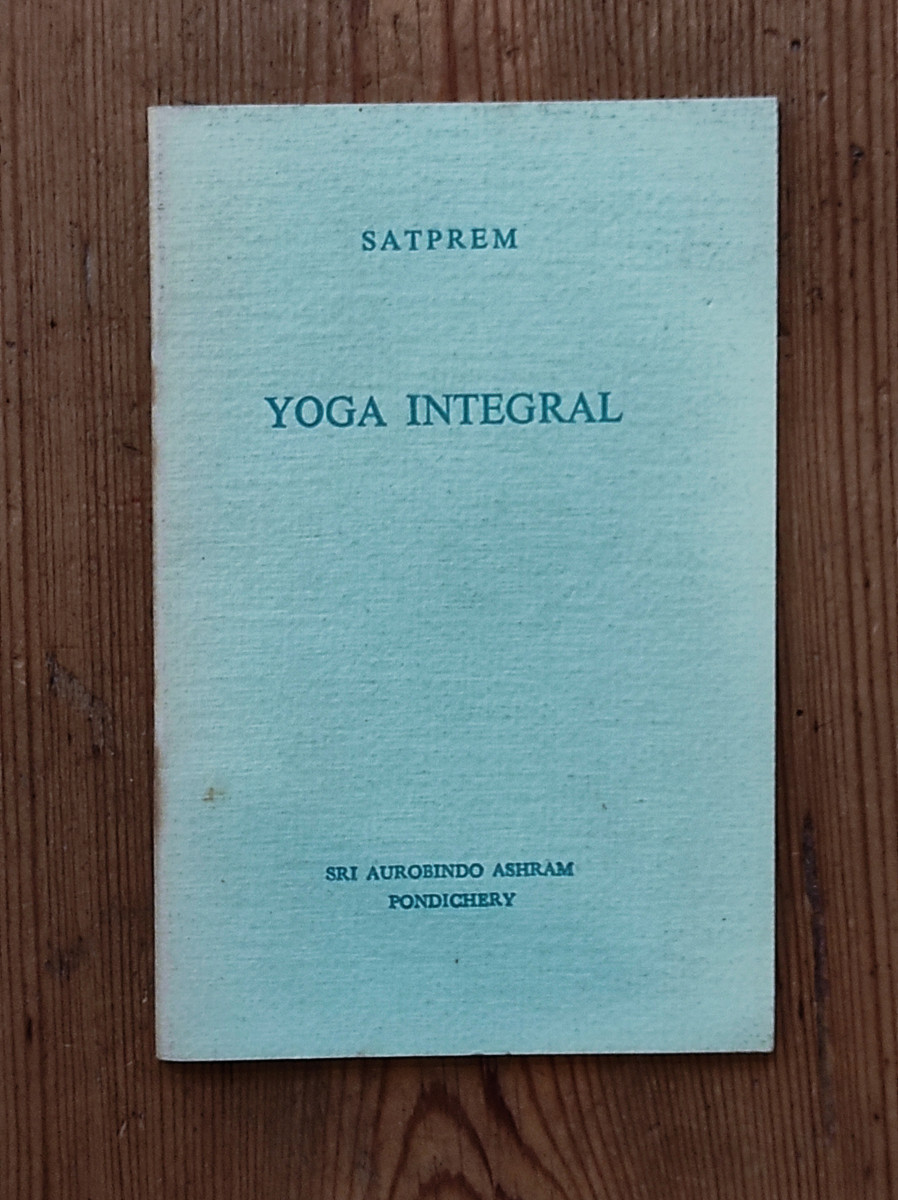 SATPREM
YOGA INTEGRAL
SRI AUROBINDO ASHRAM
PONDICHERY